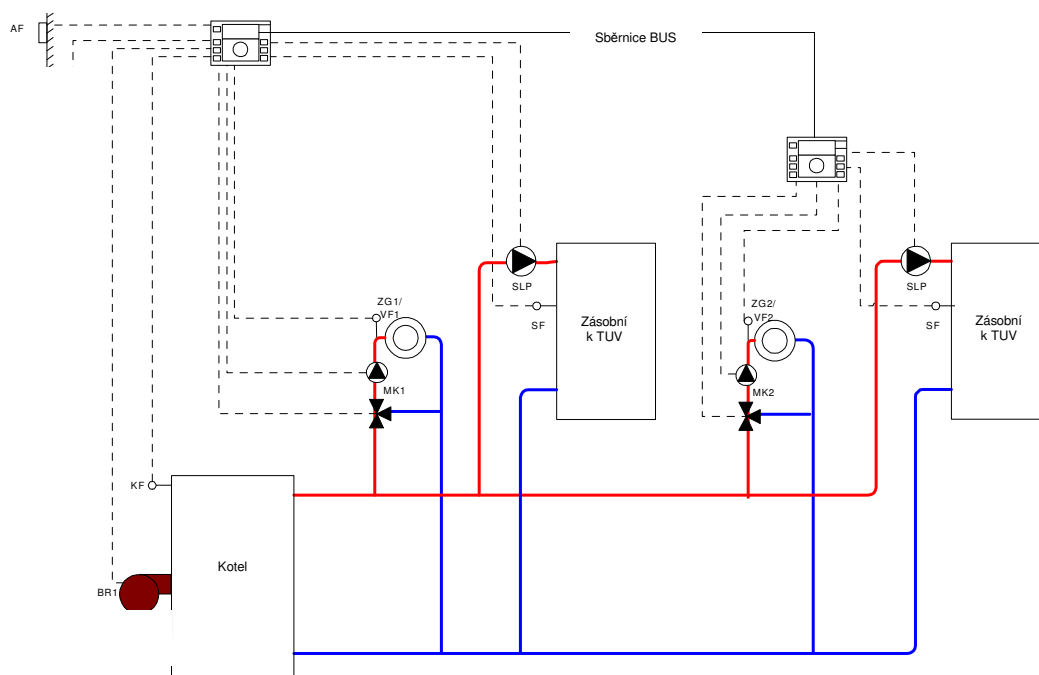 AF
Sběrnice BUS
SLP
SLP
ZG1/
VF1
ZG2/
VF2
SF
Zásobní
k TUV
SF
Zásobní
k TUV
MK1
MK2
KF
Kotel
BR1